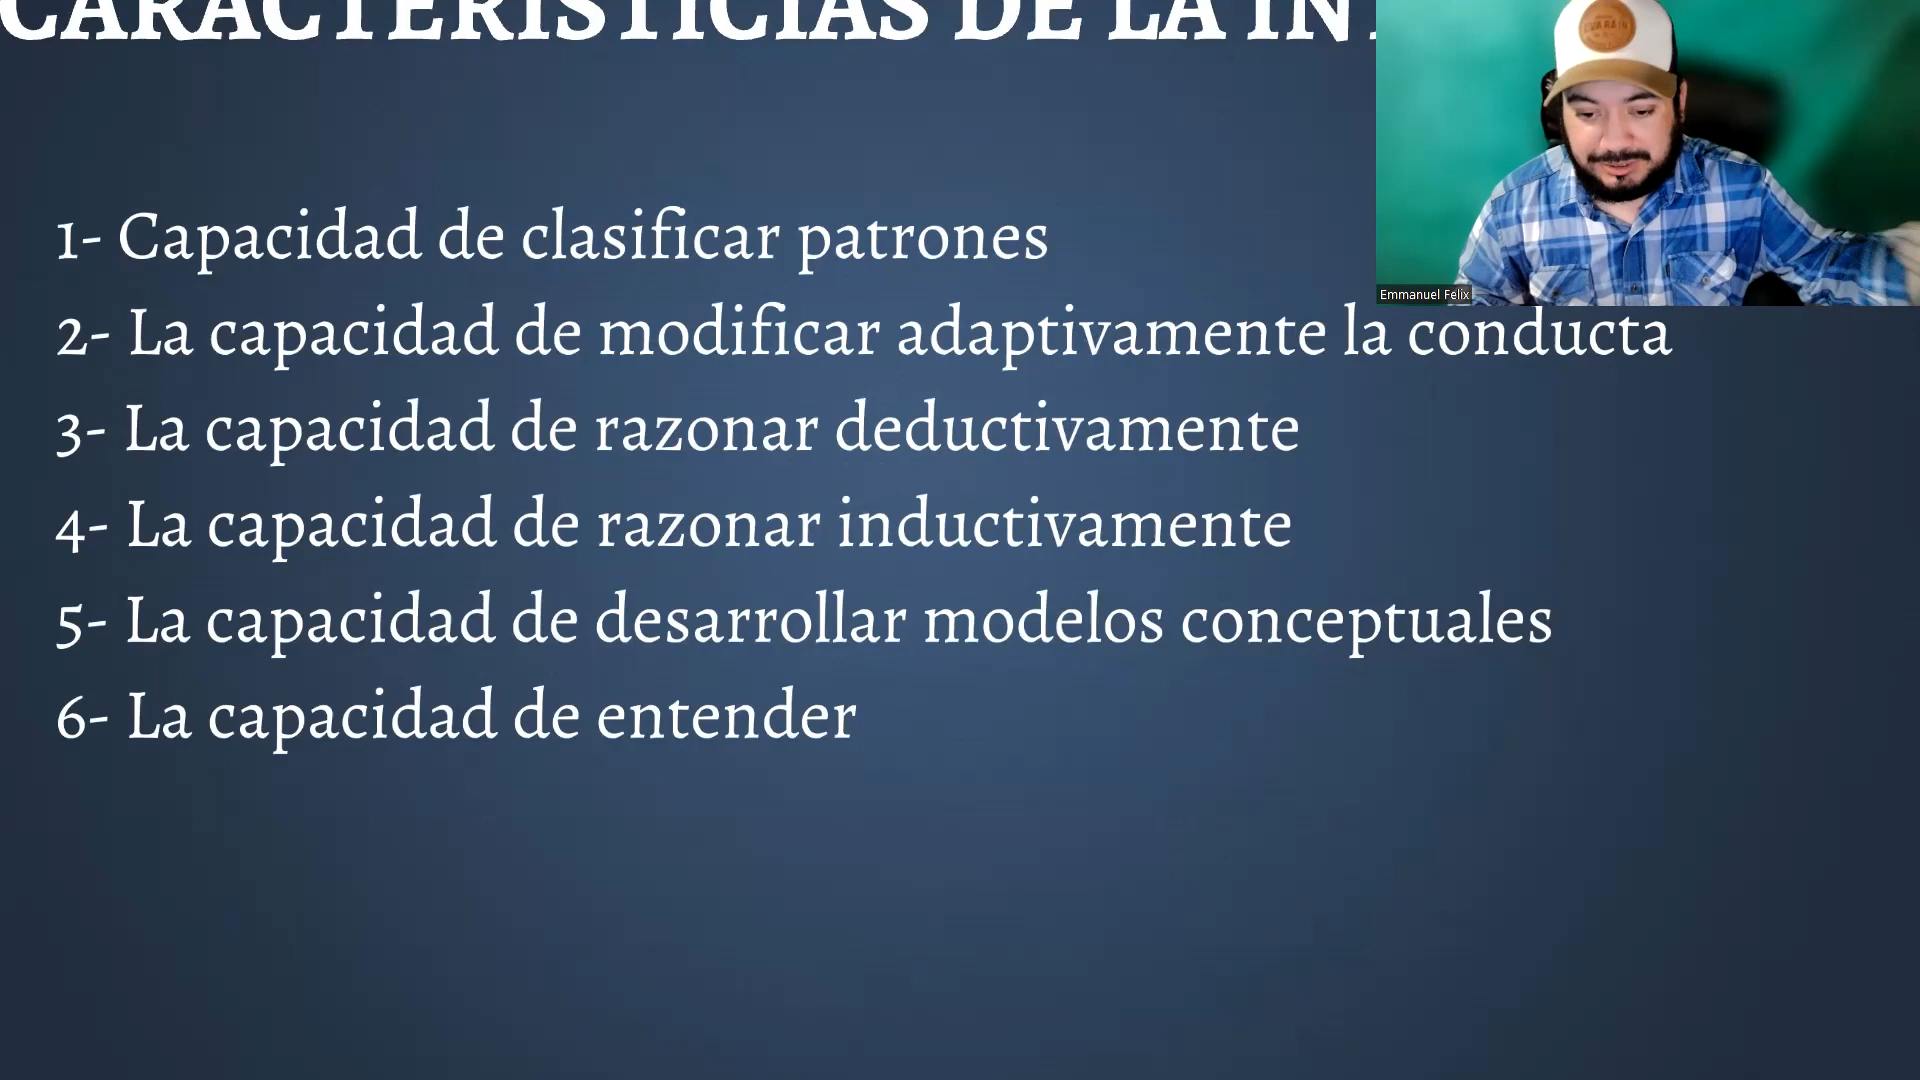 CARACTERISTICIAS DE LA IN
1- Capacidad de clasificar patrones
2- La capacidad de modificar adaptivamente la conducta
3- La capacidad de razonar deductivamente
4- La capacidad de razonar inductivamente
5- La capacidad de desarrollar modelos conceptuales
6- La capacidad de entender
Emmanuel Felix